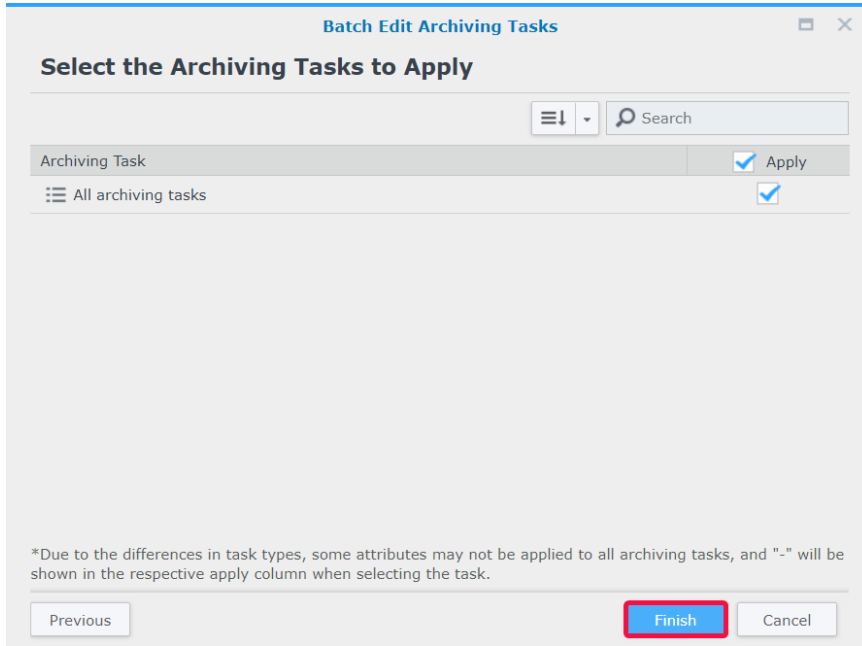 Batch Edit Archiving Tasks
Select the Archiving Tasks to Apply
Search
Archiving Task Apply
All archiving tasks
*Due to the differences in task types, some attributes may not be applied to all archiving tasks, and "-" will be
shown in the respective apply column when selecting the task.
Previous Finish Cancel